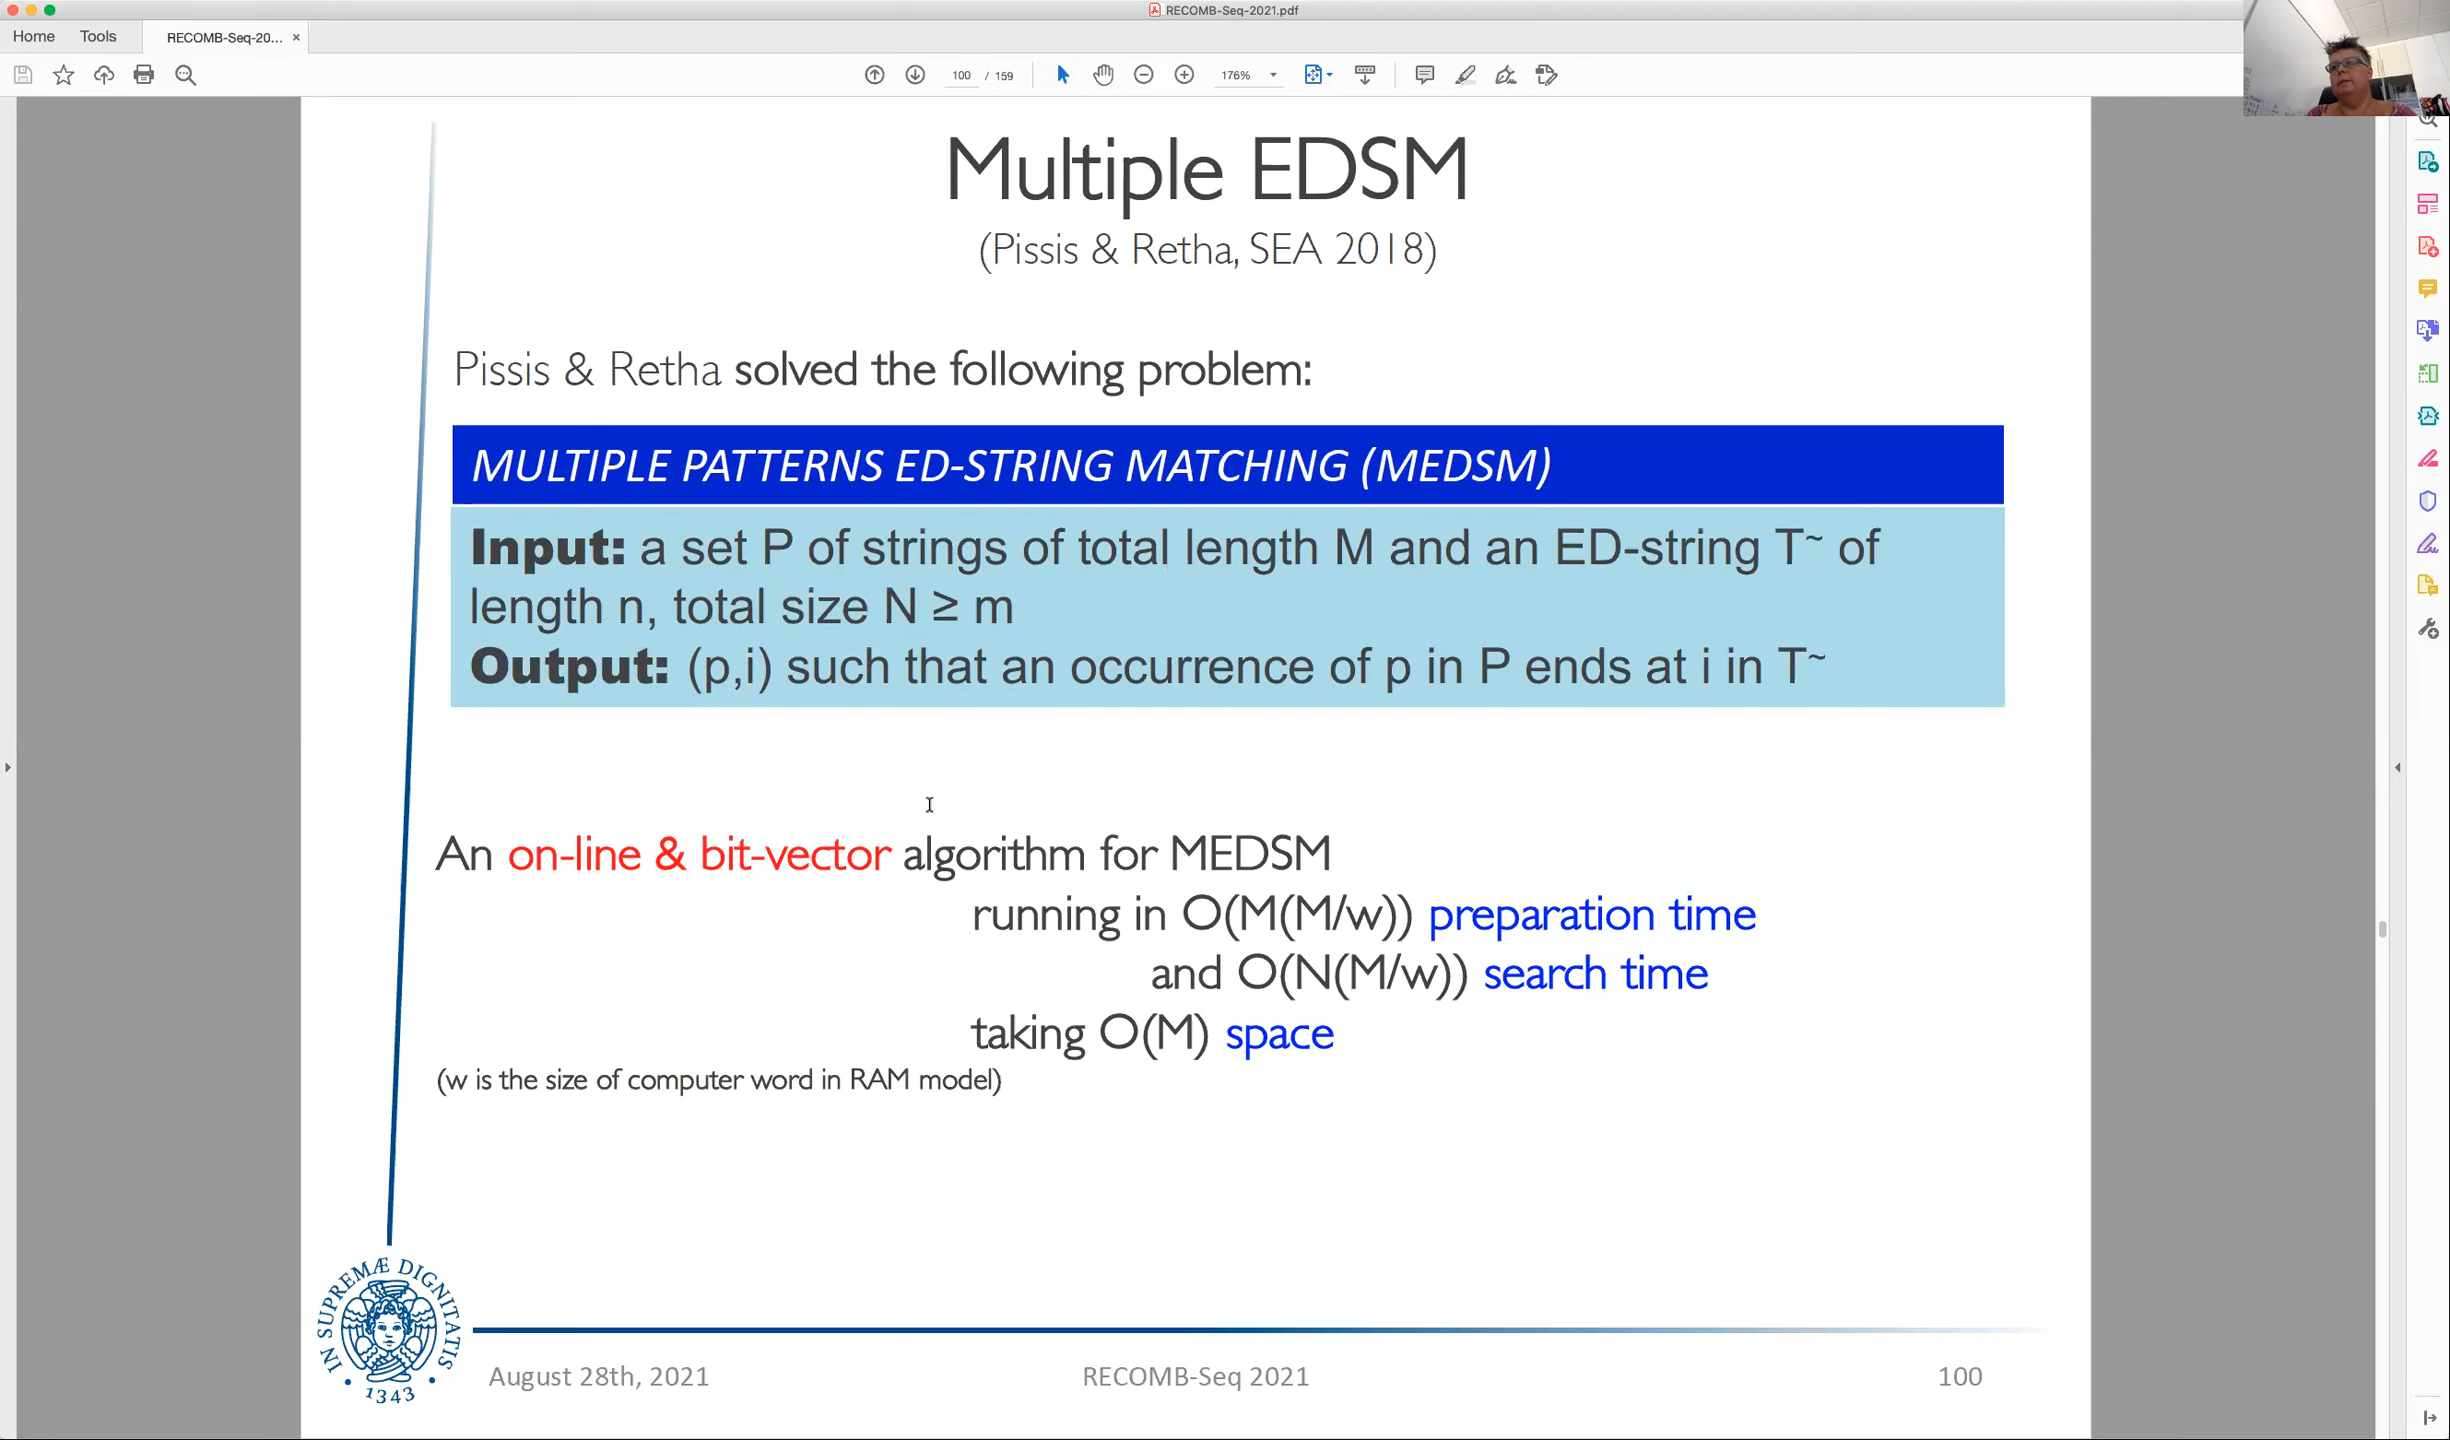 RECOMB-Seq-2021.pdf
Home Tools RECOMB-Seq-20... ×
100 / 159 176%
Multiple EDSM
(Pissis & Retha, SEA 2018)
Pissis & Retha solved the following problem:
MULTIPLE PATTERNS ED-STRING MATCHING (MEDSM)
Input: a set P of strings of total length M and an ED-string T~ of
length n, total size N ≥ m
Output: (p,i) such that an occurrence of p in P ends at i in T~
An on-line & bit-vector algorithm for MEDSM
running in O(M(M/w)) preparation time
and O(N(M/w)) search time
taking O(M) space
(w is the size of computer word in RAM model)
IN SUPREMÆ DIGNITATIS
• 1343 •
August 28th, 2021 RECOMB-Seq 2021 100